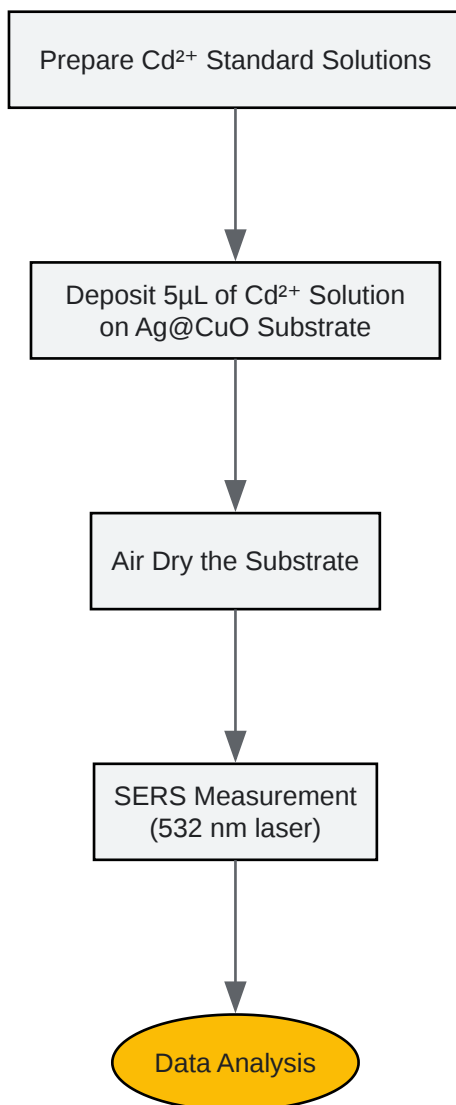 Prepare Cd²⁺ Standard Solutions
Deposit 5µL of Cd²⁺ Solution
on Ag@CuO Substrate
Air Dry the Substrate
SERS Measurement
(532 nm laser)
Data Analysis